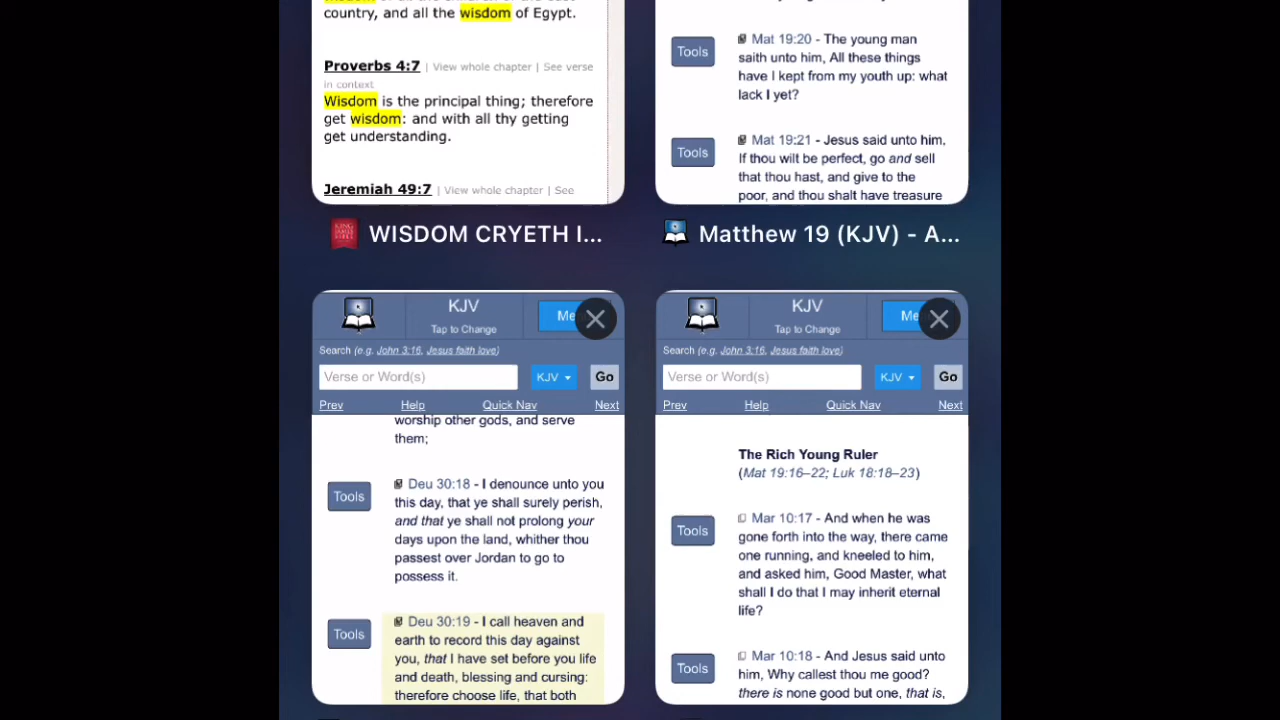 country, and all the wisdom of Egypt.
Proverbs 4:7 | View whole chapter | See verse
in context
Wisdom is the principal thing; therefore
get wisdom: and with all thy getting
get understanding.
Jeremiah 49:7 | View whole chapter | See
WISDOM CRYETH I...
Tools
Mat 19:20 - The young man
saith unto him, All these things
have I kept from my youth up: what
lack I yet?
Tools
Mat 19:21 - Jesus said unto him,
If thou wilt be perfect, go and sell
that thou hast, and give to the
poor, and thou shalt have treasure
Matthew 19 (KJV) - A...
KJV
Tap to Change
Me
Search (e.g. John 3:16, Jesus faith love)
Verse or Word(s)
KJV
Go
Prev Help Quick Nav Next
worship other gods, and serve
them;
Tools
Deu 30:18 - I denounce unto you
this day, that ye shall surely perish,
and that ye shall not prolong your
days upon the land, whither thou
passest over Jordan to go to
possess it.
Tools
Deu 30:19 - I call heaven and
earth to record this day against
you, that I have set before you life
and death, blessing and cursing:
therefore choose life, that both
KJV
Tap to Change
Me
Search (e.g. John 3:16, Jesus faith love)
Verse or Word(s)
KJV
Go
Prev Help Quick Nav Next
The Rich Young Ruler
(Mat 19:16–22; Luk 18:18–23)
Tools
Mar 10:17 - And when he was
gone forth into the way, there came
one running, and kneeled to him,
and asked him, Good Master, what
shall I do that I may inherit eternal
life?
Tools
Mar 10:18 - And Jesus said unto
him, Why callest thou me good?
there is none good but one, that is,